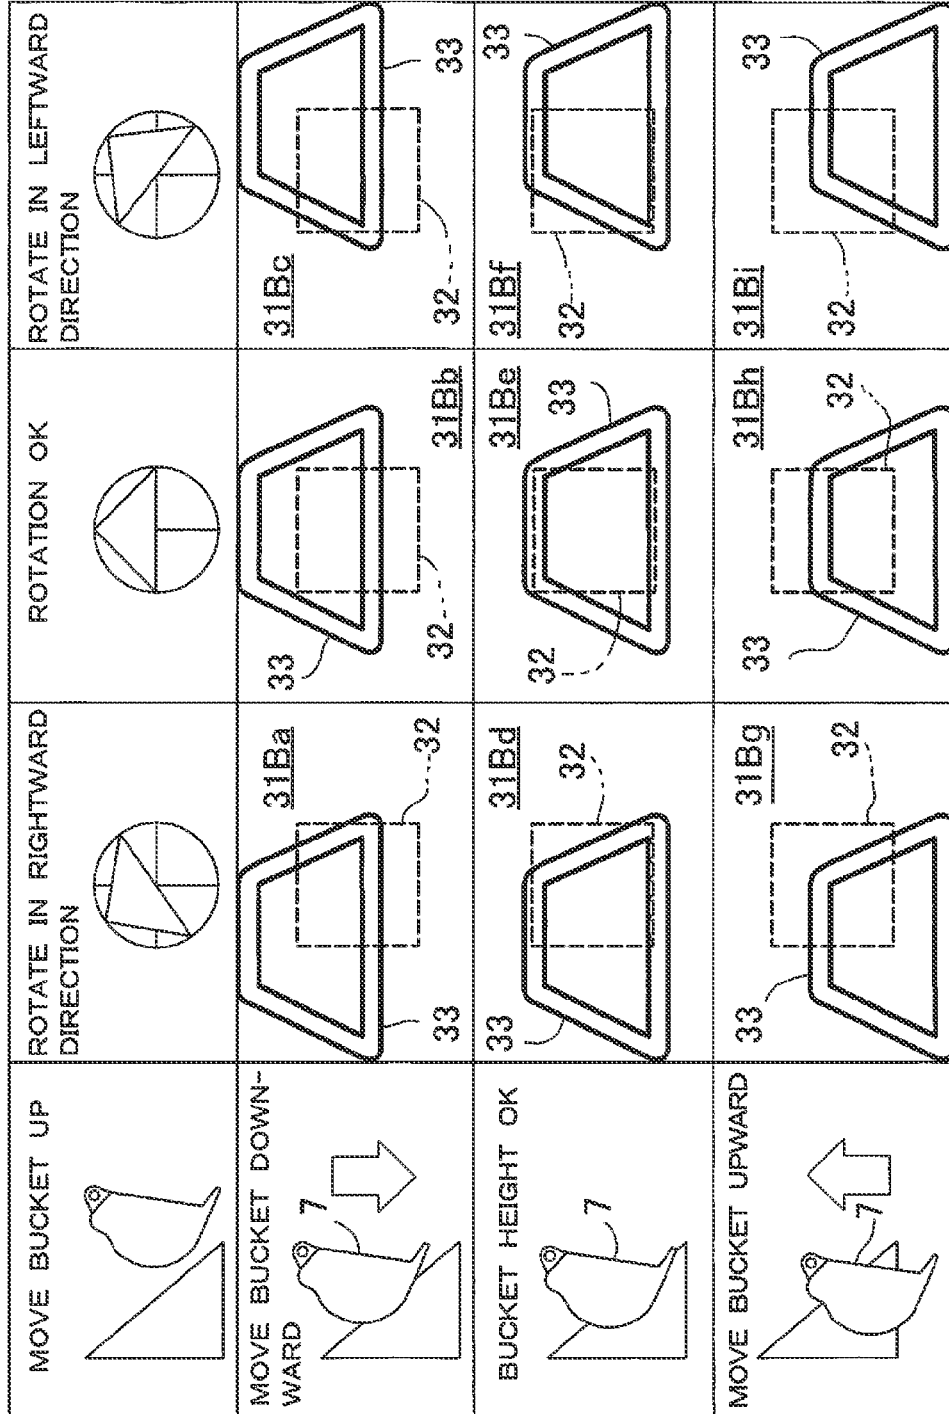 MOVE BUCKET UP
ROTATE IN RIGHTWARD
DIRECTION
ROTATION OK
ROTATE IN LEFTWARD
DIRECTION
MOVE BUCKET DOWN-
WARD
7
31Ba
32
33
33
32
31Bb
31Bc
32
33
BUCKET HEIGHT OK
7
33
31Bd
32
32
31Be
33
31Bf
32
33
MOVE BUCKET UPWARD
7
33
31Bg
32
33
31Bh
32
31Bi
32
33